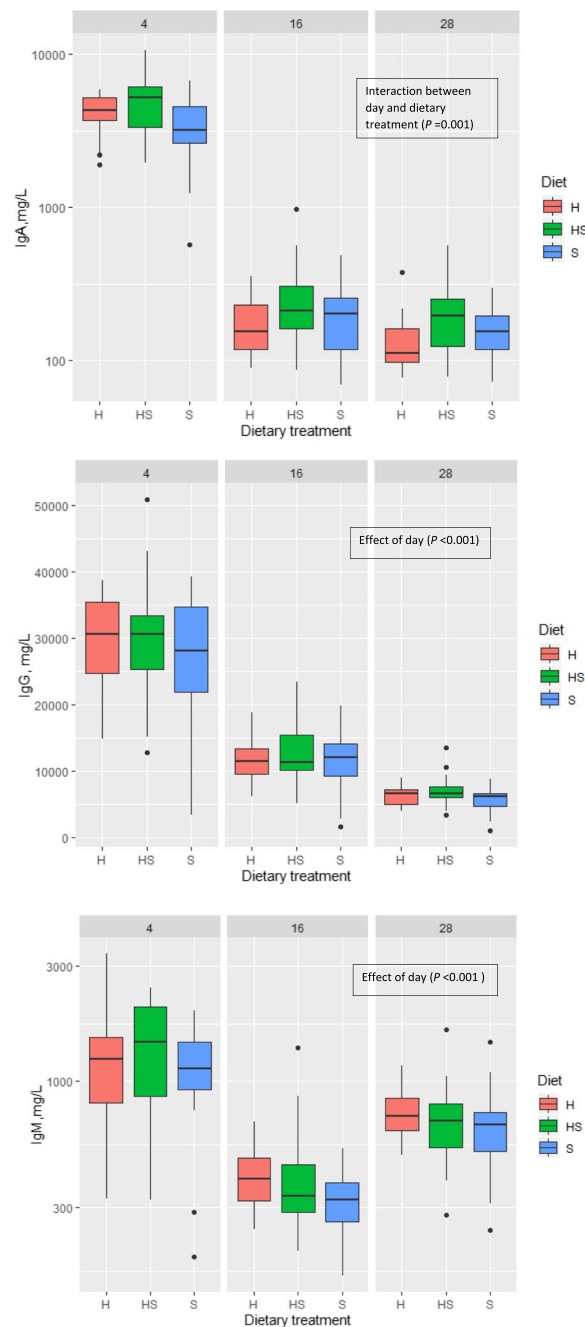 4 16 28
10000
1000
100
IgA,mg/L
Interaction between
day and dietary
treatment (P =0.001)
Diet
H
HS
S
H HS S H HS S H HS S
Dietary treatment
4 16 28
50000
40000
30000
20000
10000
0
IgG, mg/L
Effect of day (P <0.001)
Diet
H
HS
S
H HS S H HS S H HS S
Dietary treatment
4 16 28
3000
1000
300
IgM,mg/L
Effect of day (P <0.001 )
Diet
H
HS
S
H HS S H HS S H HS S
Dietary treatment